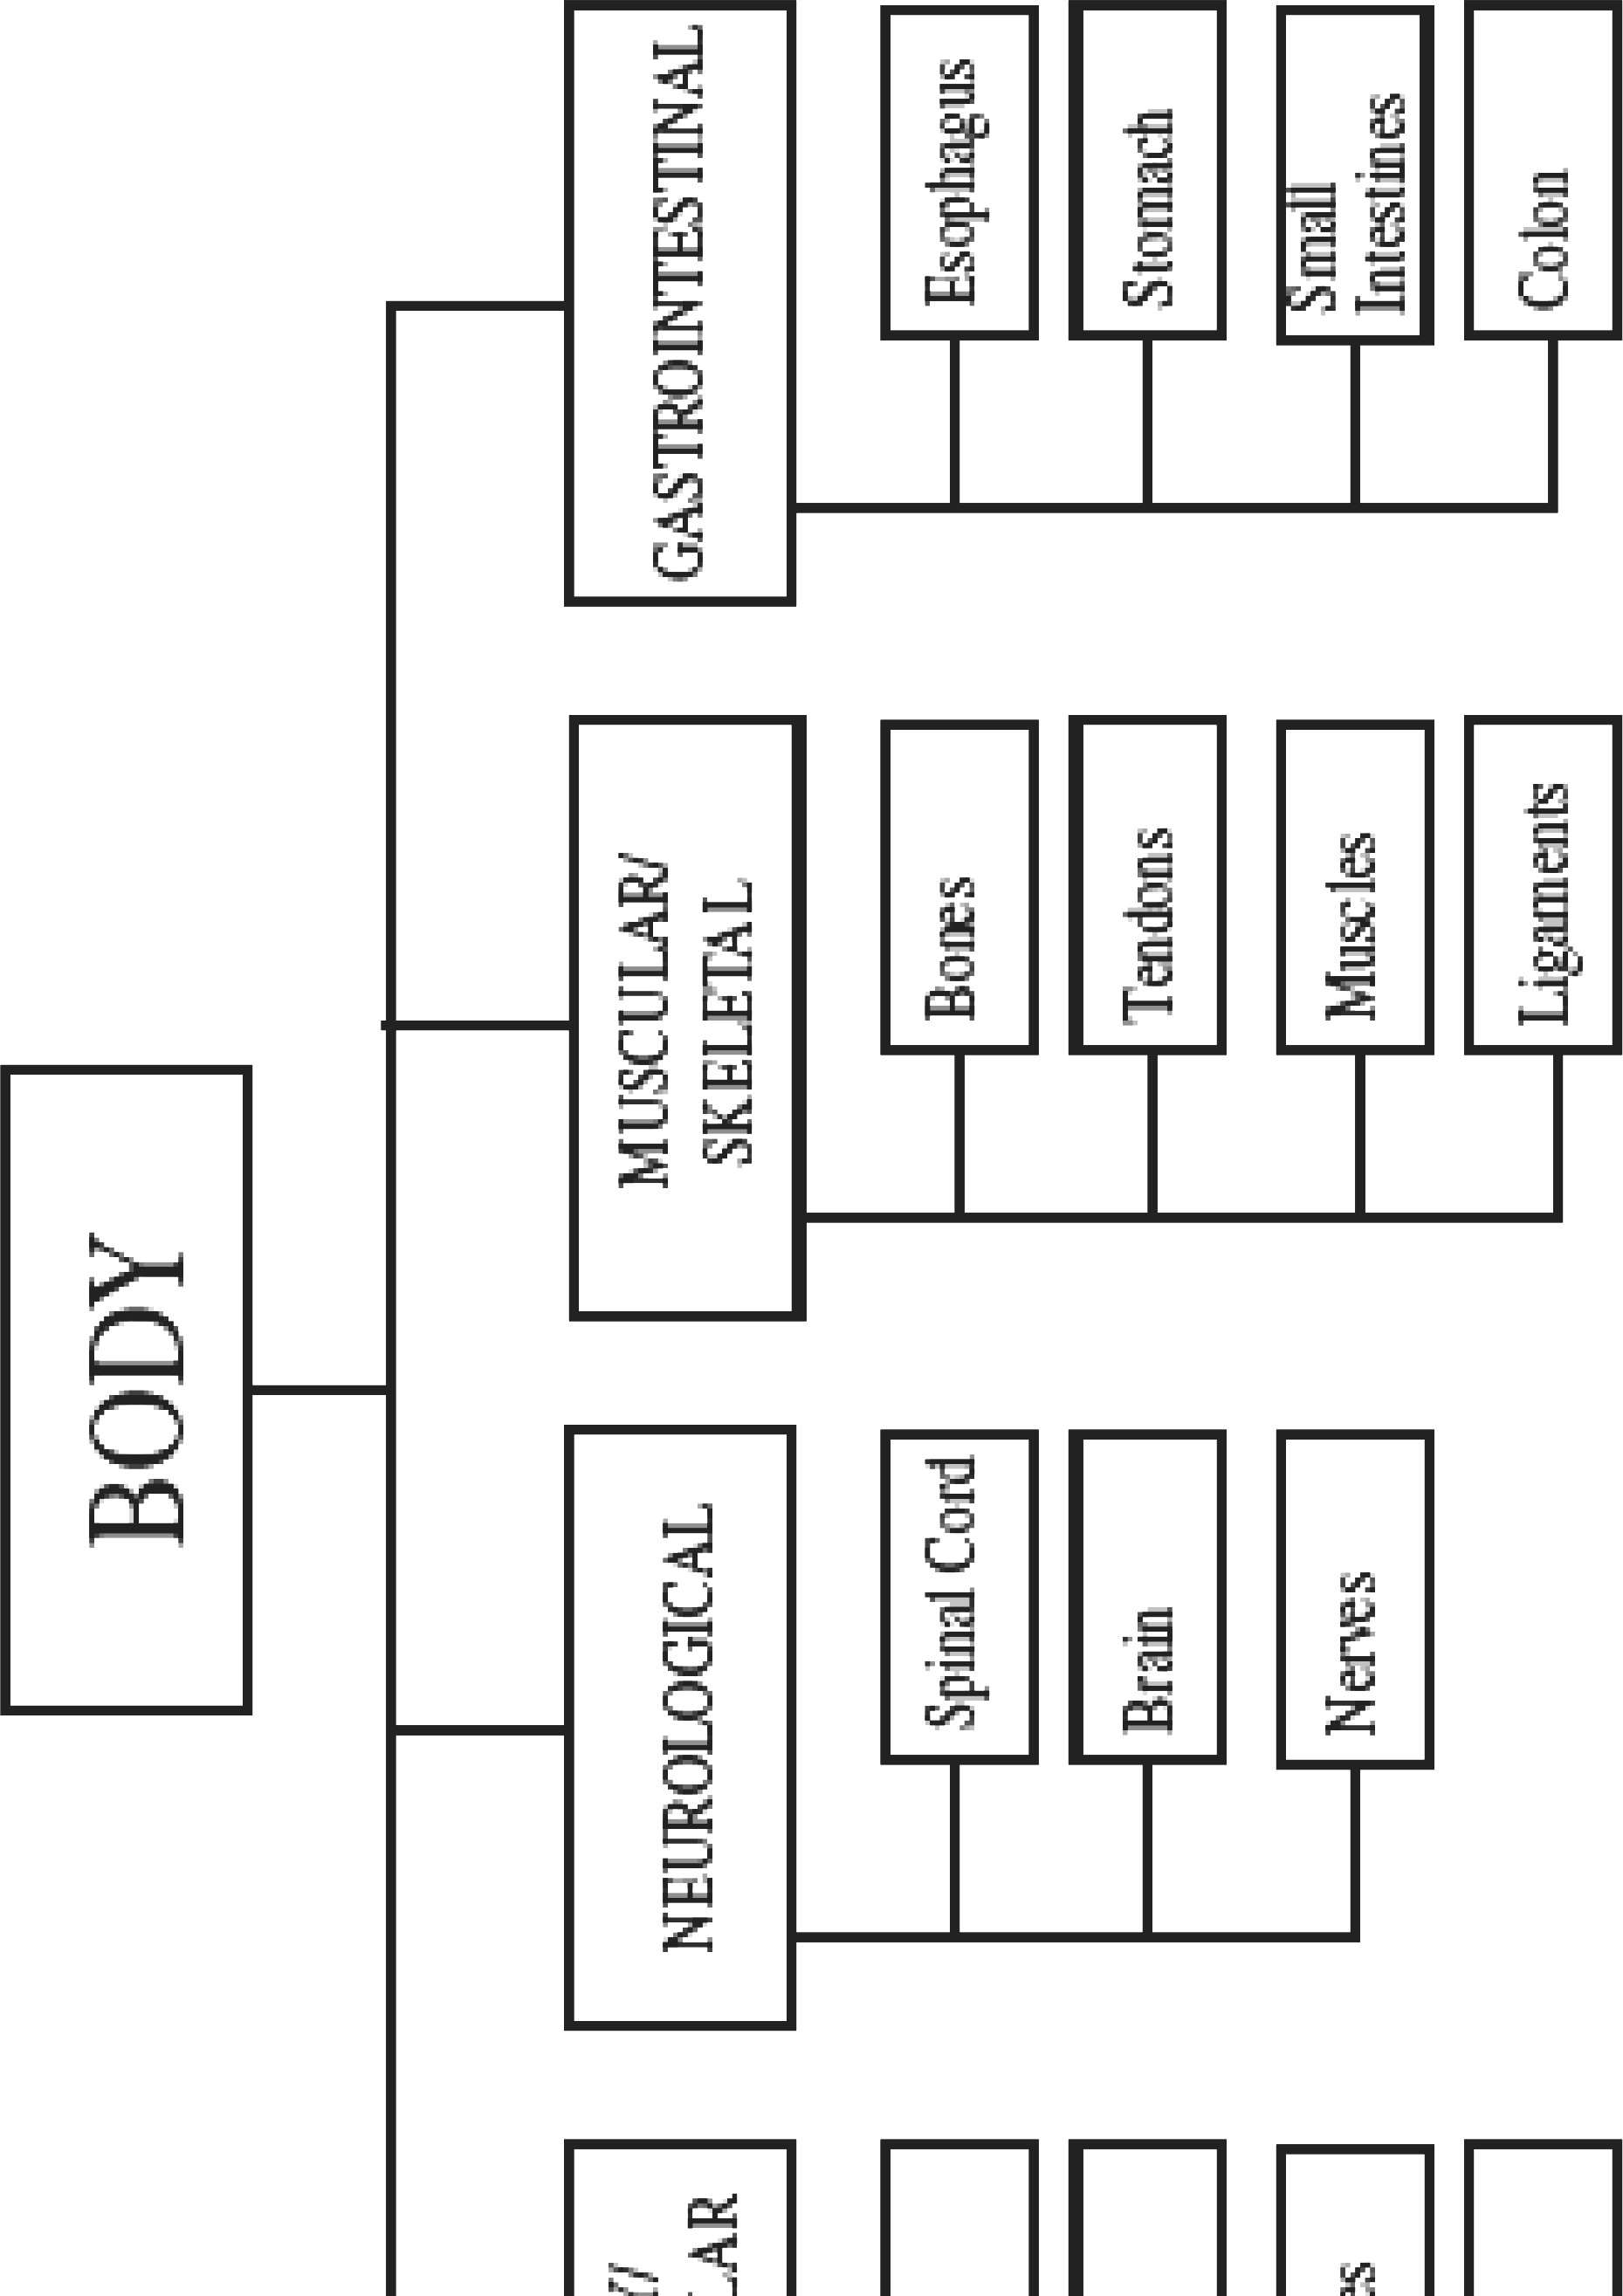 BODY
NEUROLOGICAL
Spinal Cord
Brain
Nerves
MUSCULAR/
SKELETAL
Bones
Tendons
Muscles
Ligaments
GASTROINTESTINAL
Esophagus
Stomach
Small
Intestines
Colon